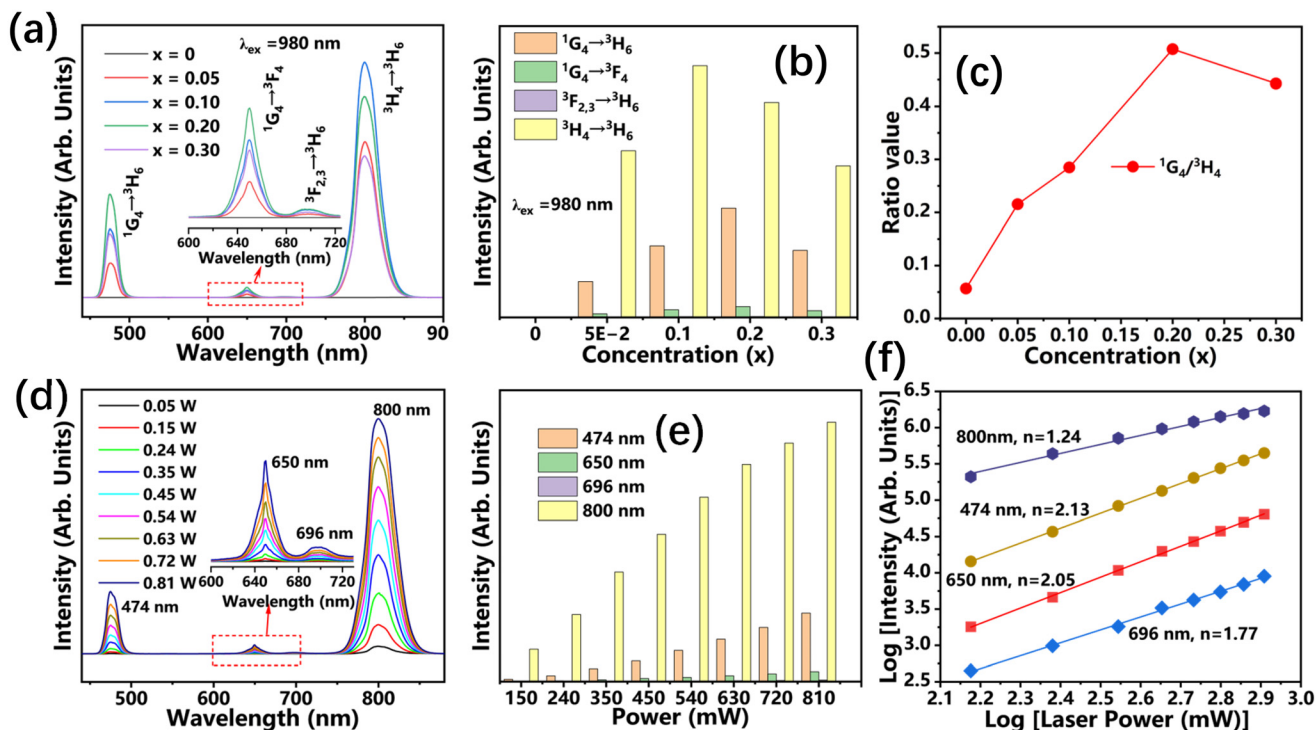 (a)
x = 0
x = 0.05
x = 0.10
x = 0.20
x = 0.30
λex =980 nm
¹G₄→³H₆
¹G₄→³F₄
³F₂,₃→³H₆
³H₄→³H₆
600 640 680 720
Wavelength (nm)
Intensity (Arb. Units)
500 600 700 800 90
Wavelength (nm)
(b)
¹G₄→³H₆
¹G₄→³F₄
³F₂,₃→³H₆
³H₄→³H₆
λex =980 nm
Intensity (Arb. Units)
0 5E−2 0.1 0.2 0.3
Concentration (x)
(c)
0.5
0.4
0.3
0.2
0.1
0.0
Ratio value
¹G₄/³H₄
0.00 0.05 0.10 0.15 0.20 0.25 0.30
Concentration (x)
(d)
0.05 W
0.15 W
0.24 W
0.35 W
0.45 W
0.54 W
0.63 W
0.72 W
0.81 W
800 nm
650 nm
696 nm
474 nm
600 640 680 720
Wavelength (nm)
Intensity (Arb. Units)
500 600 700 800
Wavelength (nm)
(e)
474 nm
650 nm
696 nm
800 nm
Intensity (Arb. Units)
150 240 350 450 540 630 720 810
Power (mW)
(f)
6.5
6.0
5.5
5.0
4.5
4.0
3.5
3.0
2.5
Log [Intensity (Arb. Units)]
800nm, n=1.24
474 nm, n=2.13
650 nm, n=2.05
696 nm, n=1.77
2.1 2.2 2.3 2.4 2.5 2.6 2.7 2.8 2.9 3.0
Log [Laser Power (mW)]